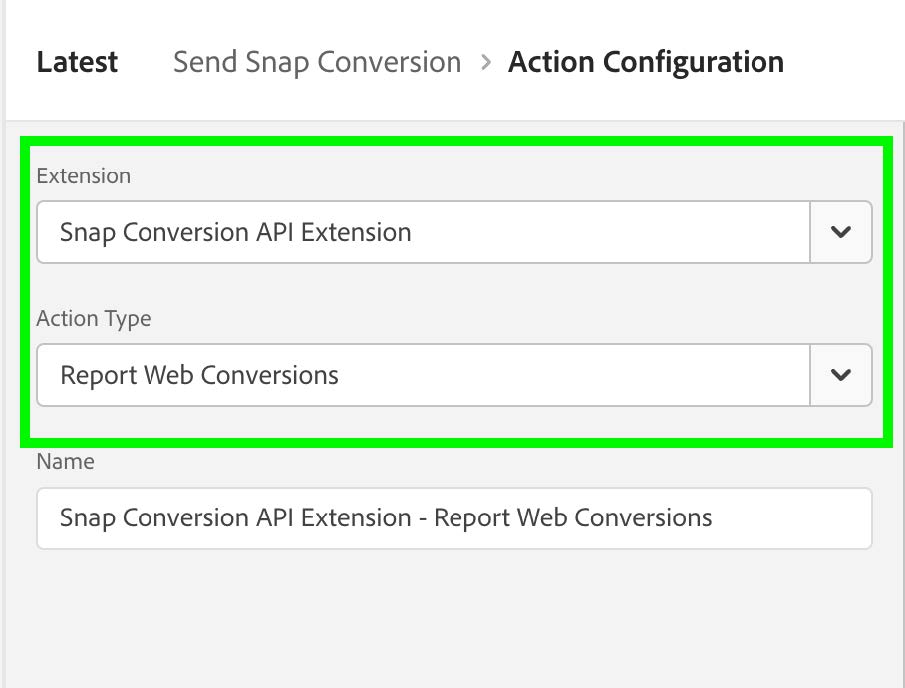 Latest Send Snap Conversion > Action Configuration
Extension
Snap Conversion API Extension
Action Type
Report Web Conversions
Name
Snap Conversion API Extension - Report Web Conversions